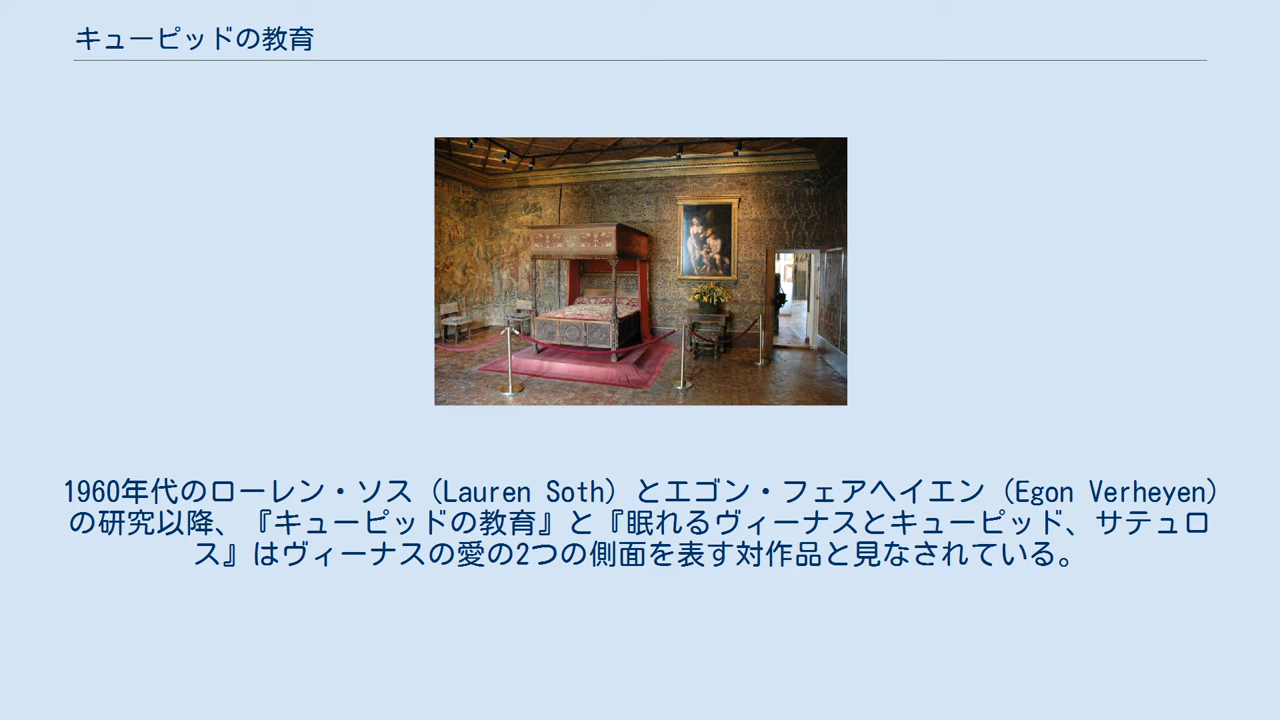 キューピッドの教育
1960年代のローレン・ソス（Lauren Soth）とエゴン・フェアヘイエン（Egon Verheyen）
の研究以降、『キューピッドの教育』と『眠れるヴィーナスとキューピッド、サテュロ
ス』はヴィーナスの愛の2つの側面を表す対作品と見なされている。